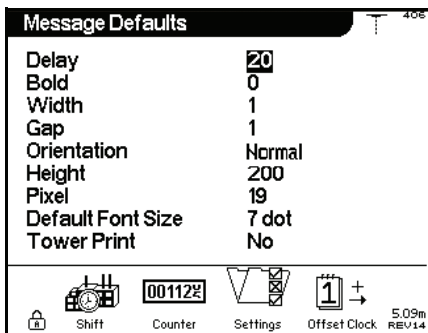 Message Defaults
406
Delay 20
Bold 0
Width 1
Gap 1
Orientation Normal
Height 200
Pixel 19
Default Font Size 7 dot
Tower Print No
Shift Counter Settings Offset Clock
5.09m
REV14